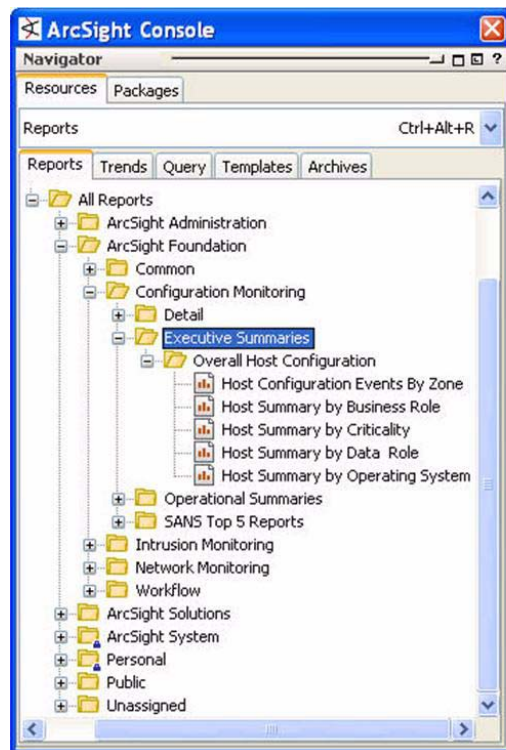 ArcSight Console
Navigator ?
Resources Packages
Reports Ctrl+Alt+R
Reports Trends Query Templates Archives
All Reports
ArcSight Administration
ArcSight Foundation
Common
Configuration Monitoring
Detail
Executive Summaries
Overall Host Configuration
Host Configuration Events By Zone
Host Summary by Business Role
Host Summary by Criticality
Host Summary by Data Role
Host Summary by Operating System
Operational Summaries
SANS Top 5 Reports
Intrusion Monitoring
Network Monitoring
Workflow
ArcSight Solutions
ArcSight System
Personal
Public
Unassigned